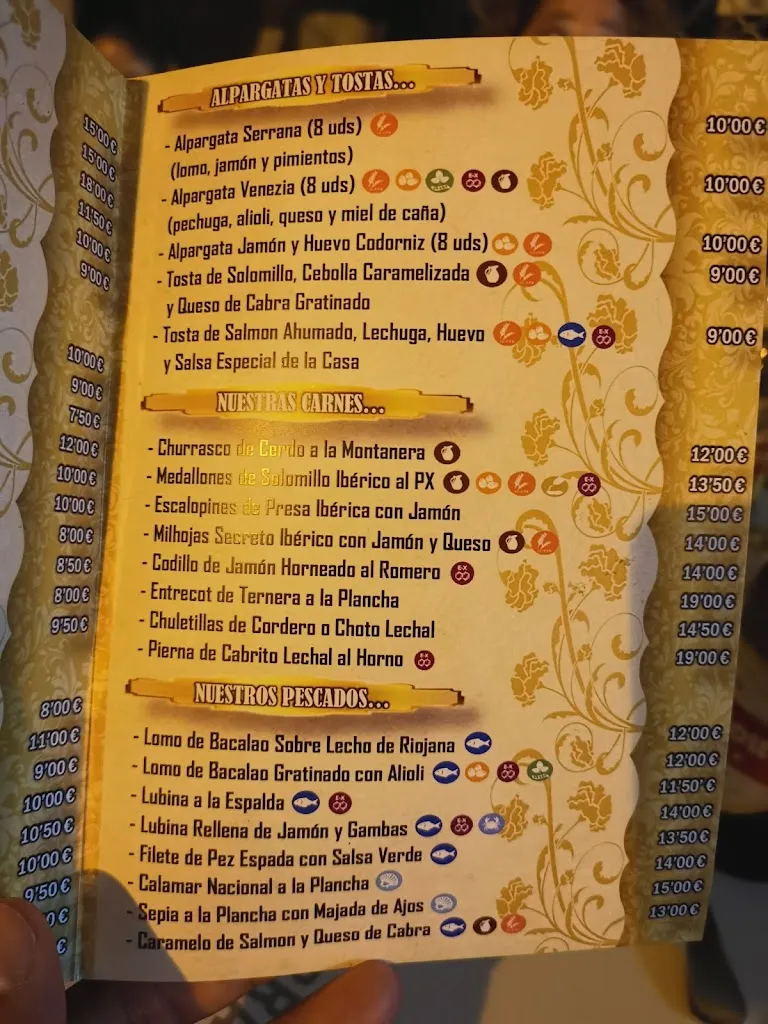 15'00€
15'00€
18'00€
11'50€
10'00€
9'00€
10'00€
9'00€
7'50€
12'00€
10'00€
10'00€
8'00€
8'50€
8'00€
9'50€
8'00€
11'00€
9'00€
10'00€
10'50€
10'00€
9'50€
0€
€
ALPARGATAS Y TOSTAS...
- Alpargata Serrana (8 uds) 10'00€
(lomo, jamón y pimientos)
- Alpargata Venezia (8 uds) 10'00€
(pechuga, alioli, queso y miel de caña)
- Alpargata Jamón y Huevo Codorniz (8 uds) 10'00€
- Tosta de Solomillo, Cebolla Caramelizada 9'00€
y Queso de Cabra Gratinado
- Tosta de Salmon Ahumado, Lechuga, Huevo 9'00€
y Salsa Especial de la Casa
NUESTRAS CARNES...
- Churrasco de Cerdo a la Montanera 12'00€
- Medallones de Solomillo Ibérico al PX 13'50€
- Escalopines de Presa Ibérica con Jamón 15'00€
- Milhojas Secreto Ibérico con Jamón y Queso 14'00€
- Codillo de Jamón Horneado al Romero 14'00€
- Entrecot de Ternera a la Plancha 19'00€
- Chuletillas de Cordero o Choto Lechal 14'50€
- Pierna de Cabrito Lechal al Horno 19'00€
NUESTROS PESCADOS...
- Lomo de Bacalao Sobre Lecho de Riojana 12'00€
- Lomo de Bacalao Gratinado con Alioli 12'00€
- Lubina a la Espalda 11'50'€
- Lubina Rellena de Jamón y Gambas 14'00€
- Filete de Pez Espada con Salsa Verde 13'50€
- Calamar Nacional a la Plancha 14'00€
- Sepia a la Plancha con Majada de Ajos 15'00€
- Caramelo de Salmon y Queso de Cabra 13'00€